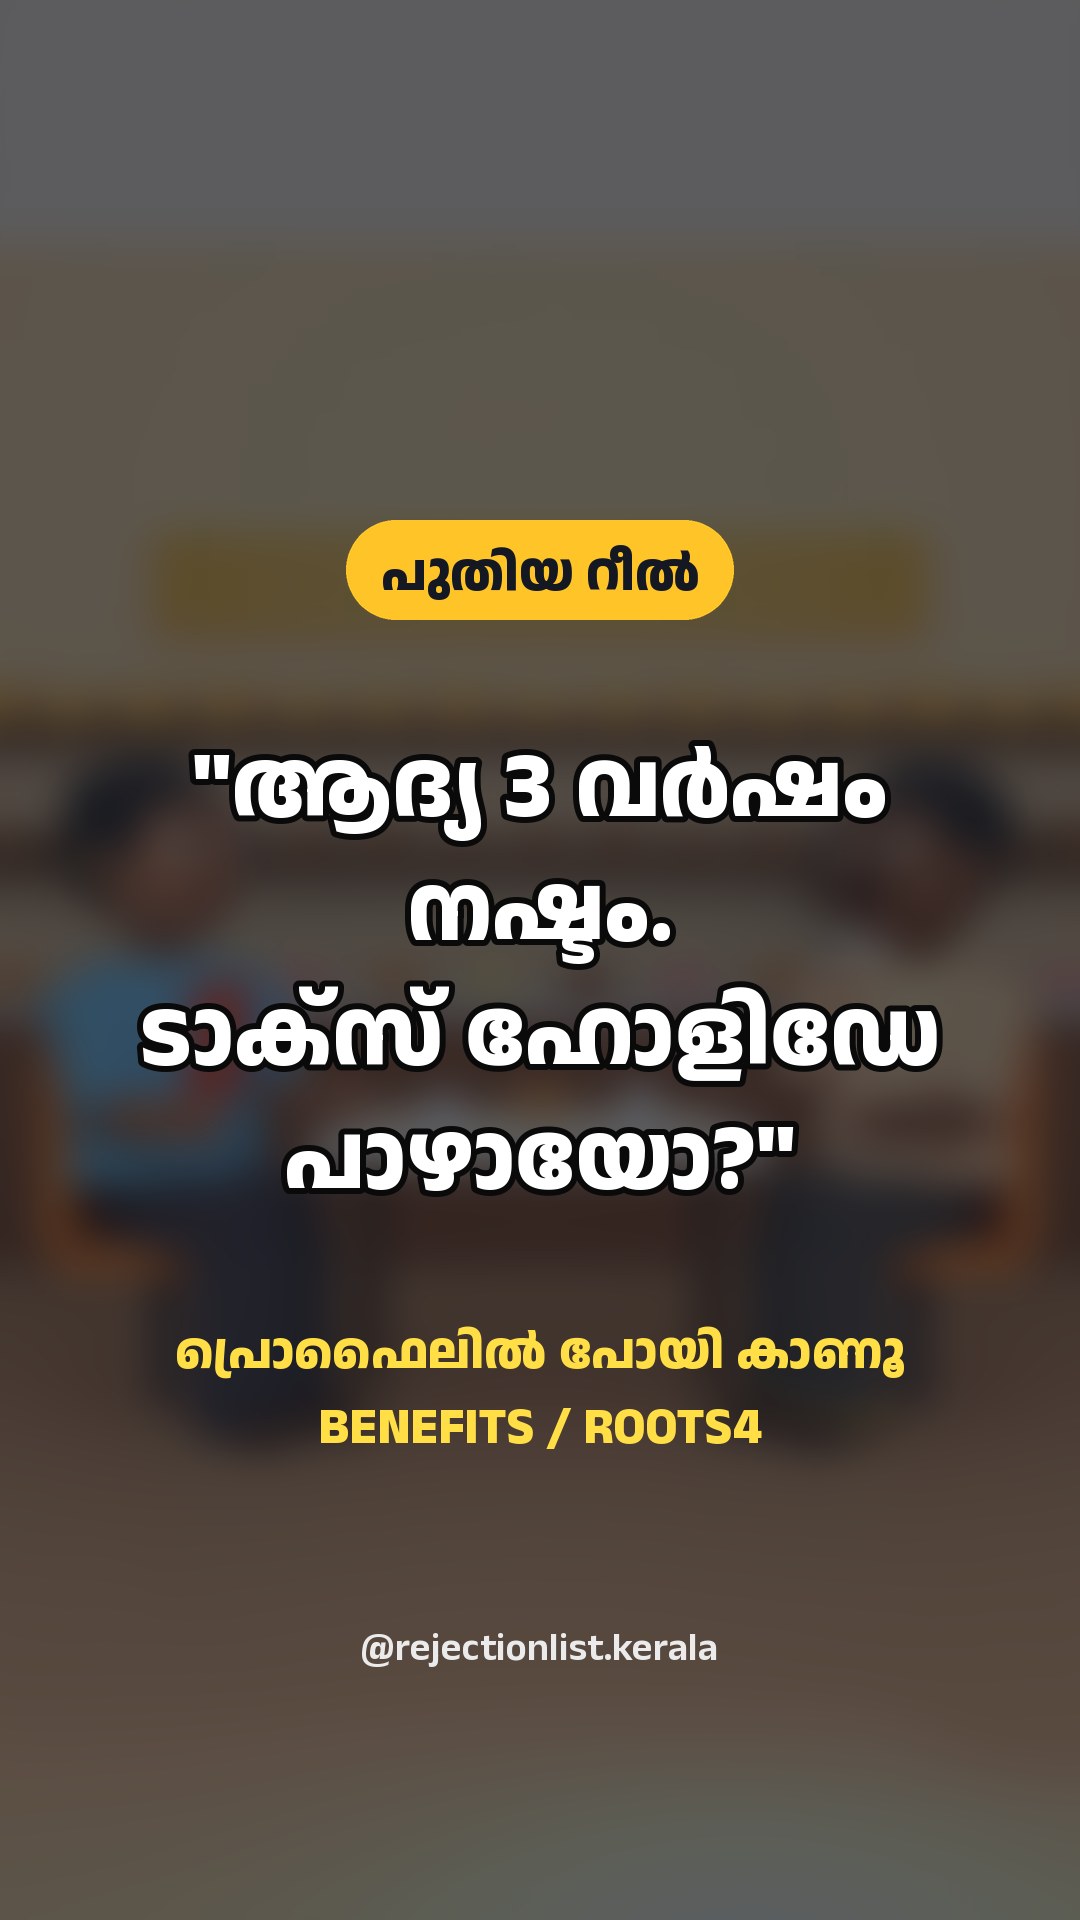 പുതിയ റീൽ
"ആദ്യ 3 വർഷം
നഷ്ടം.
ടാക്സ് ഹോളിഡേ
പാഴായോ?"
പ്രൊഫൈലിൽ പോയി കാണൂ
BENEFITS / ROOTS4
@rejectionlist.kerala